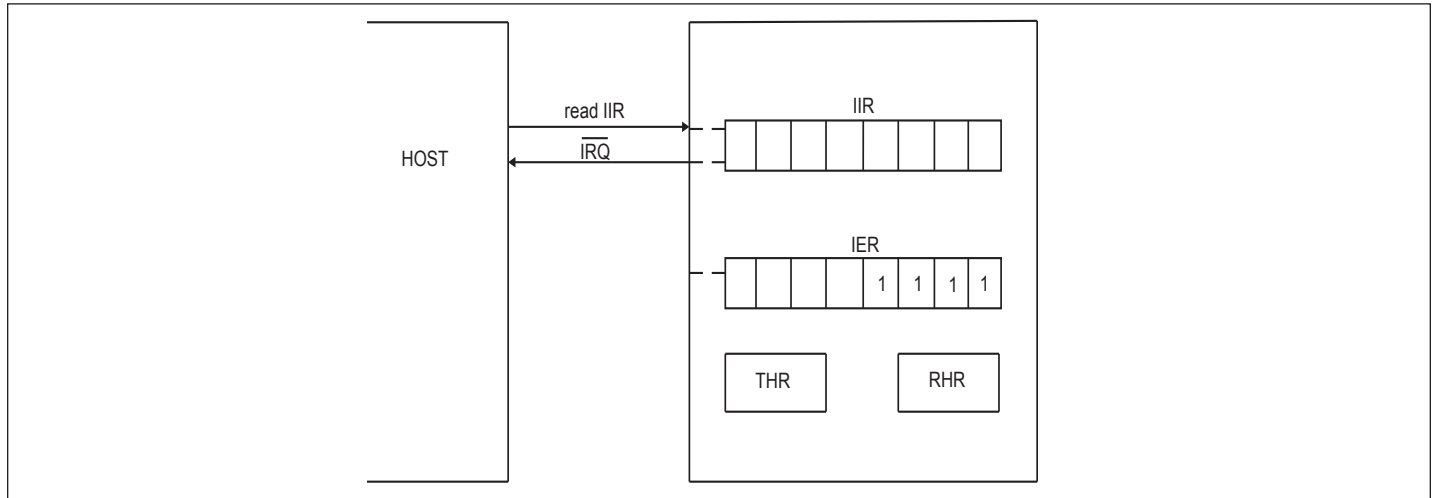 IIR
read IIR
IRQ
HOST
IER
1 1 1 1
THR RHR